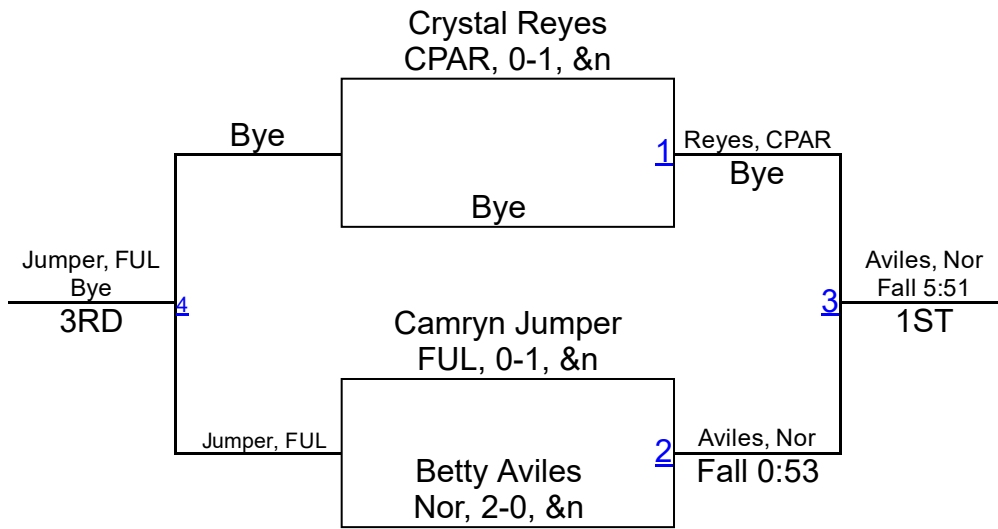 Crystal Reyes
CPAR, 0-1, &n
Bye
1
Reyes, CPAR
Bye
Bye
Jumper, FUL
Bye
3RD
4
Aviles, Nor
Fall 5:51
1ST
3
Camryn Jumper
FUL, 0-1, &n
Jumper, FUL
2
Aviles, Nor
Fall 0:53
Betty Aviles
Nor, 2-0, &n